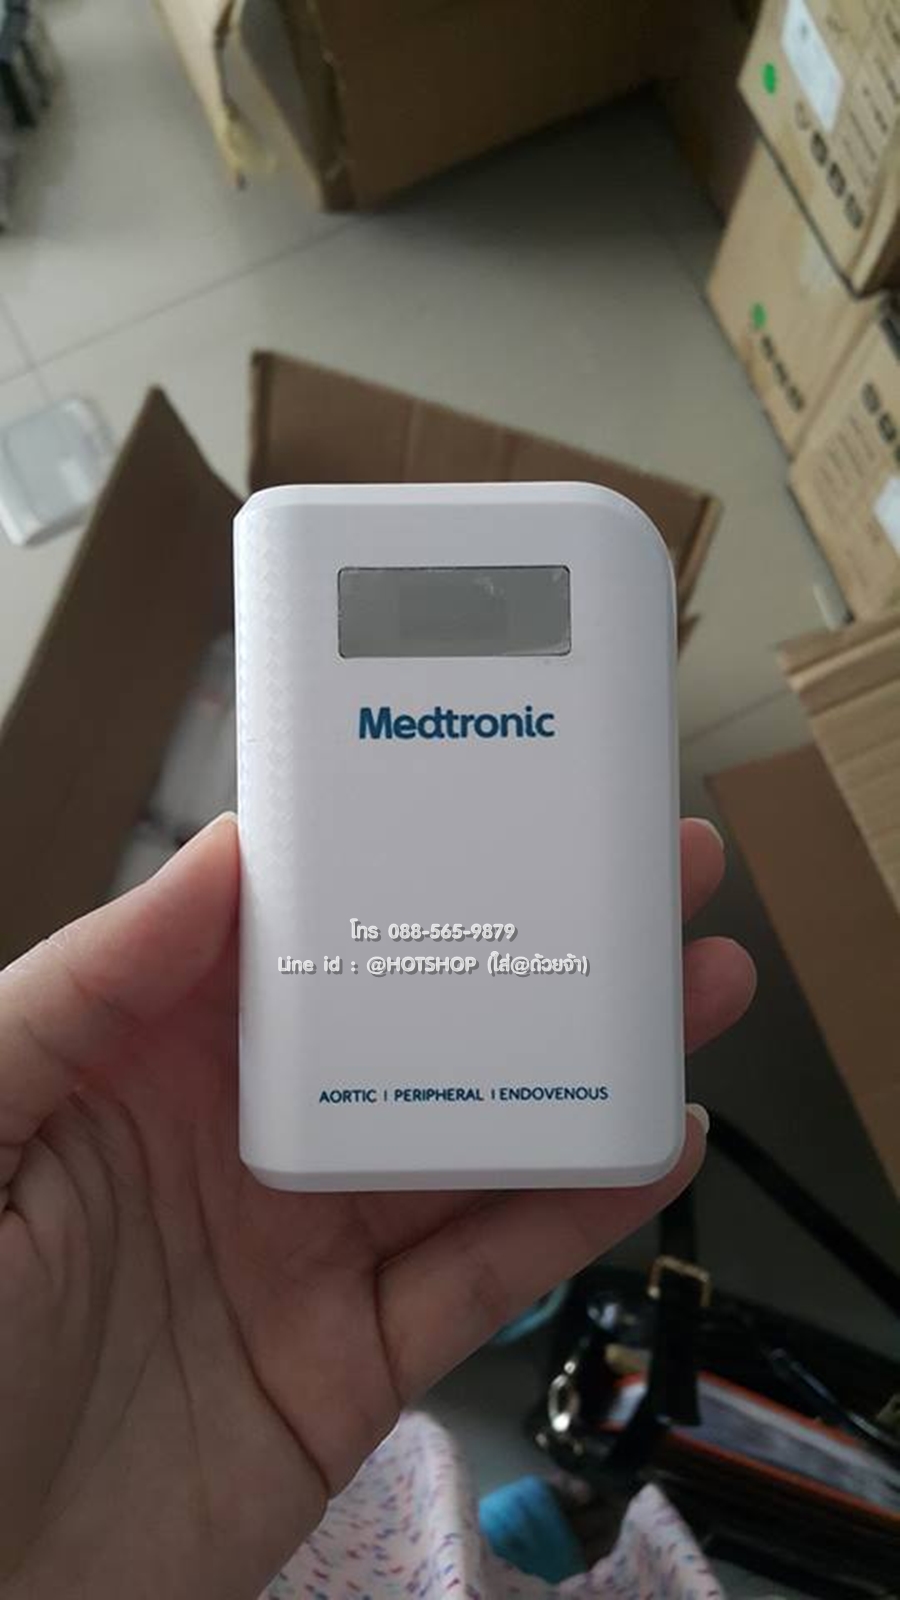 Medtronic
โทร 088-565-9879
Line id : @HOTSHOP (ใส่@ด้วยจ้า)
AORTIC | PERIPHERAL | ENDOVENOUS